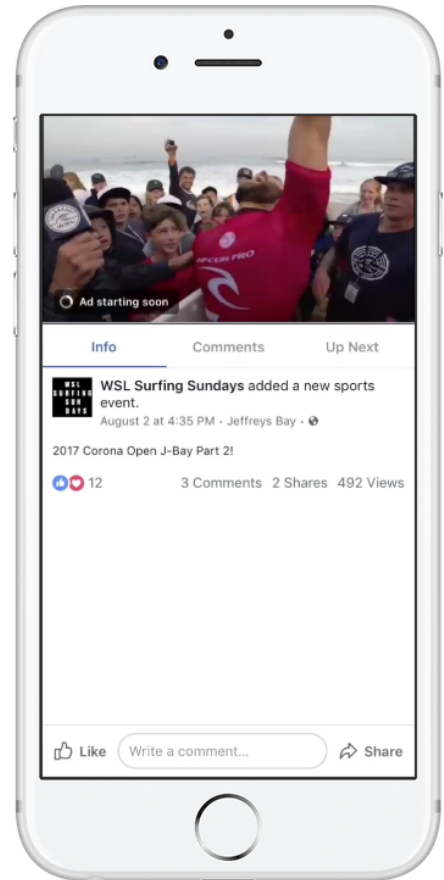 WSL
Ad starting soon
RIP CURL PRO
Info Comments Up Next
WSL
SURFING
SUN
DAYS
WSL Surfing Sundays added a new sports
event.
August 2 at 4:35 PM · Jeffreys Bay ·
2017 Corona Open J-Bay Part 2!
12 3 Comments 2 Shares 492 Views
Like Write a comment... Share